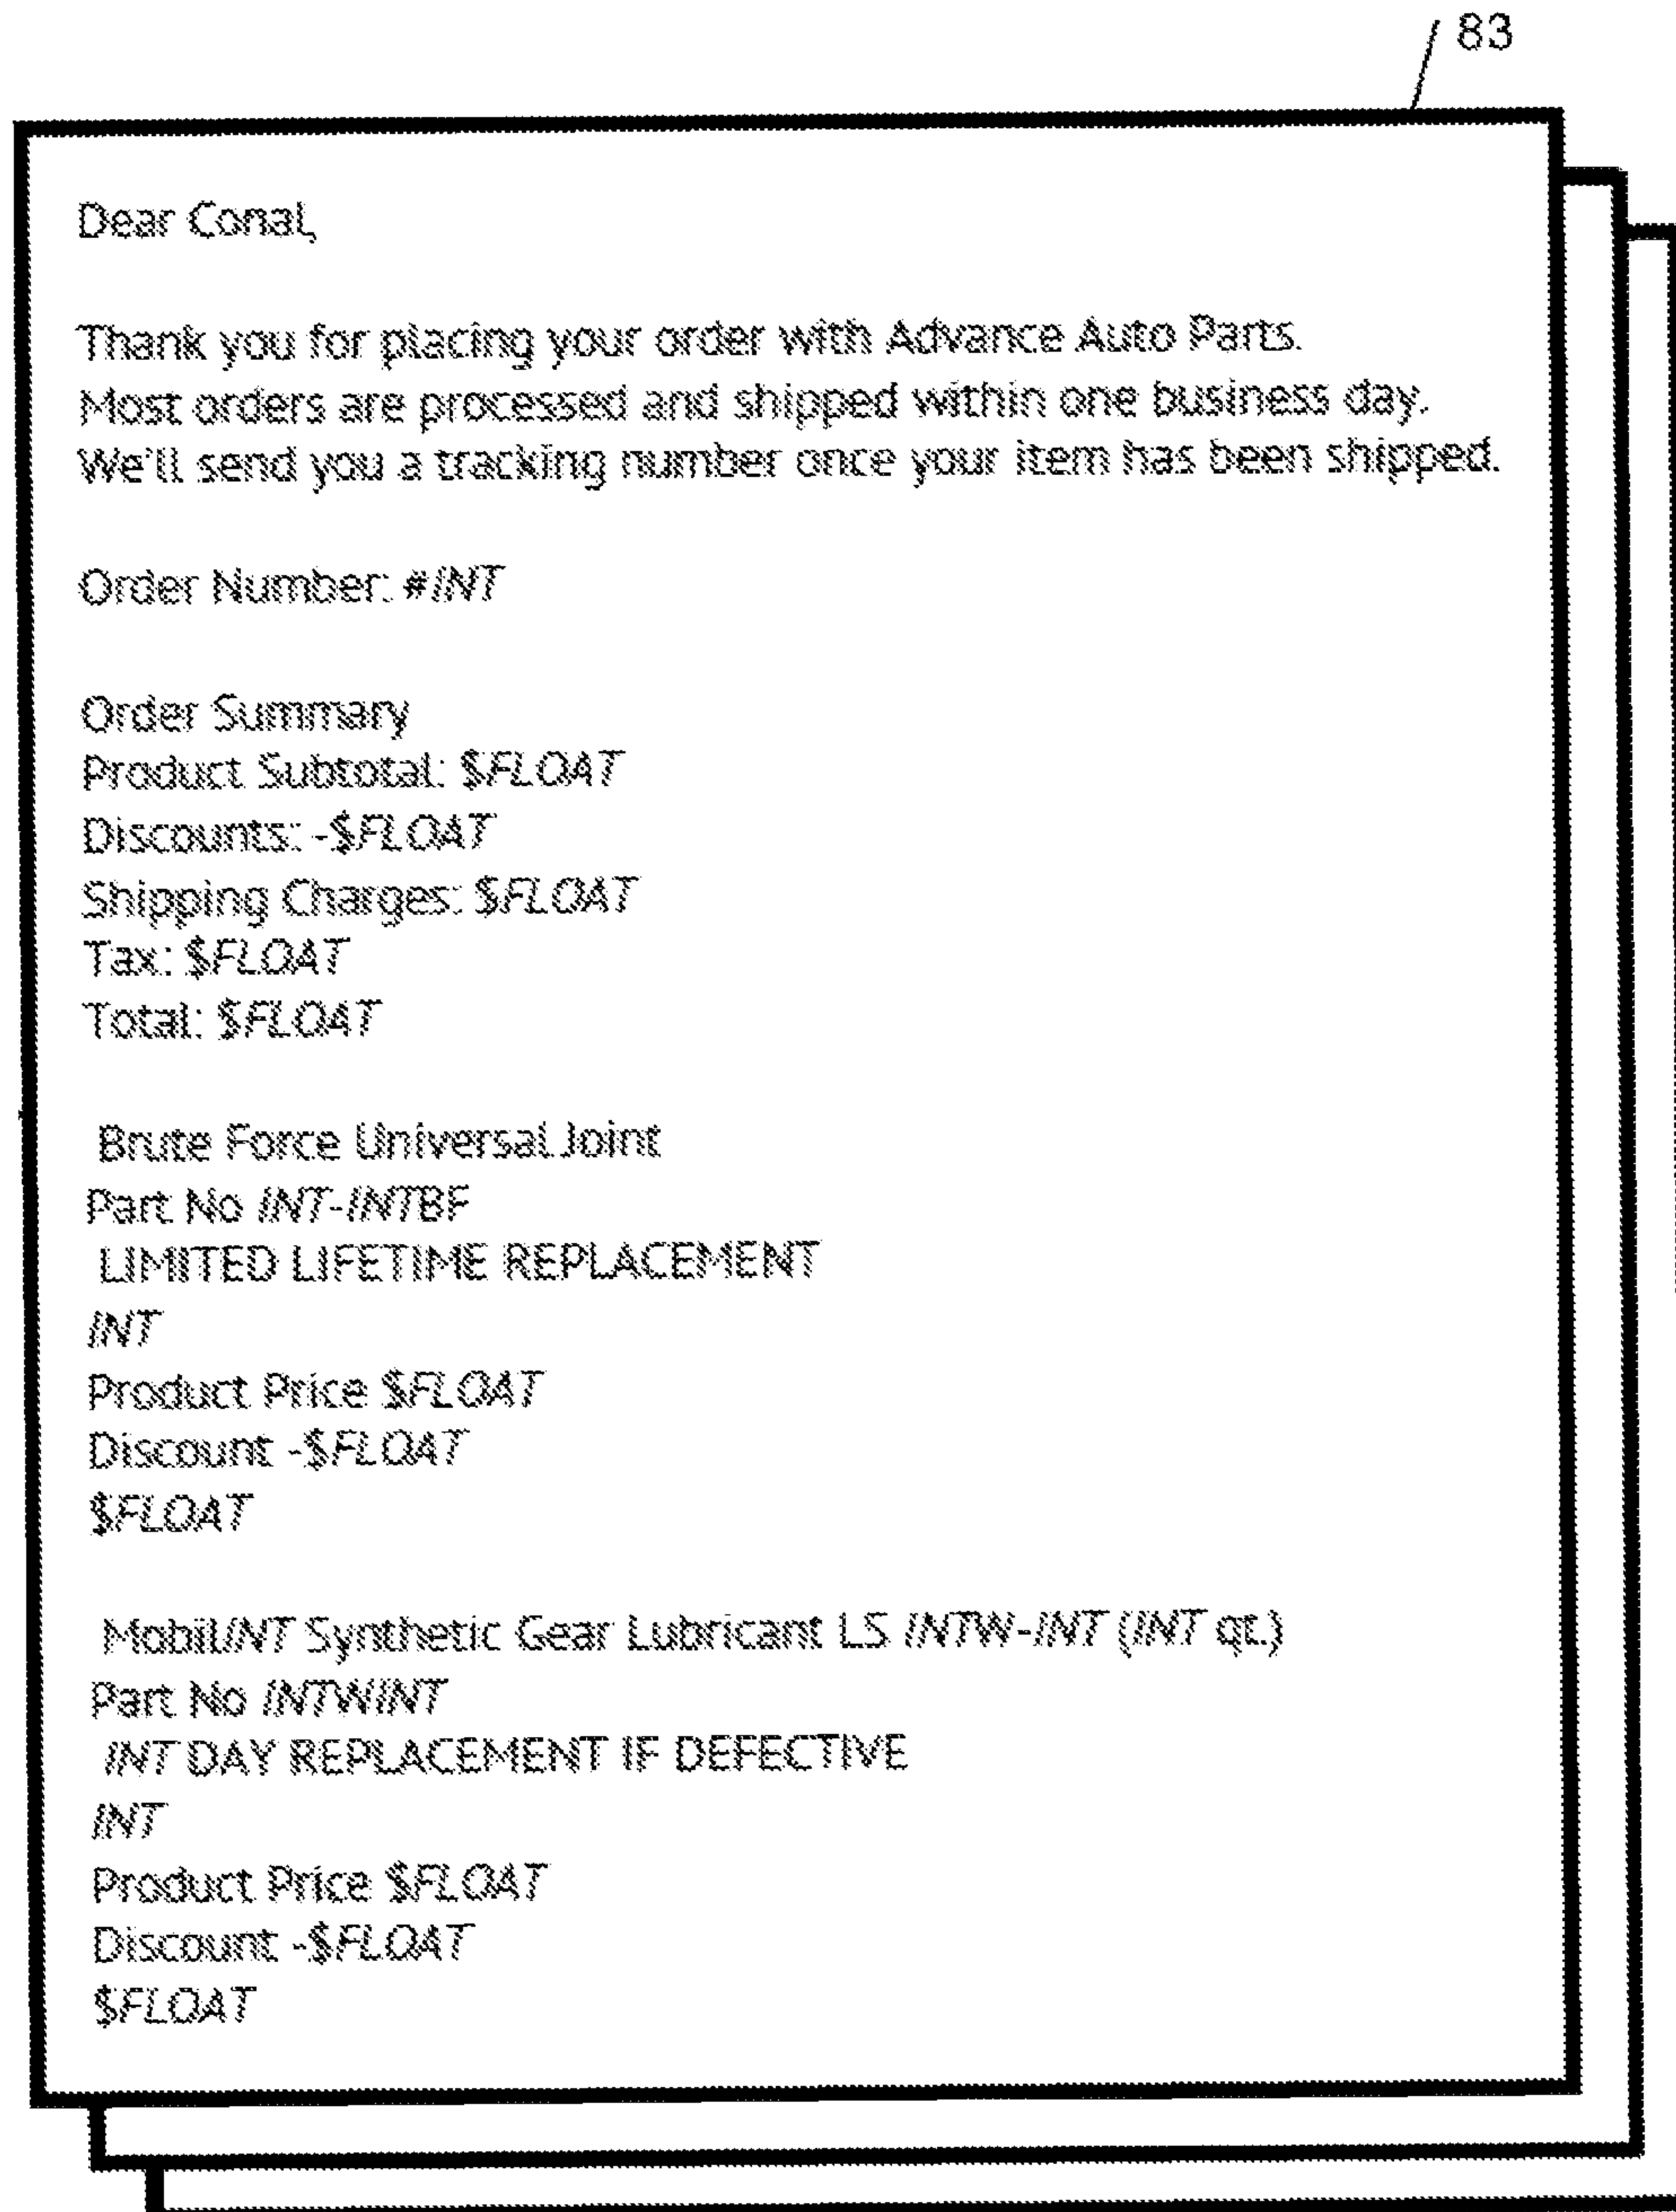 83
Dear Conal,
Thank you for placing your order with Advance Auto Parts.
Most orders are processed and shipped within one business day.
We'll send you a tracking number once your item has been shipped.
Order Number: #INT
Order Summary
Product Subtotal: $FLOAT
Discounts: -$FLOAT
Shipping Charges: $FLOAT
Tax: $FLOAT
Total: $FLOAT
Brute Force Universal Joint
Part No INT-INTBF
LIMITED LIFETIME REPLACEMENT
INT
Product Price $FLOAT
Discount -$FLOAT
$FLOAT
MobilINT Synthetic Gear Lubricant LS INTW-INT (INT qt.)
Part No INTWINT
INT DAY REPLACEMENT IF DEFECTIVE
INT
Product Price $FLOAT
Discount -$FLOAT
$FLOAT